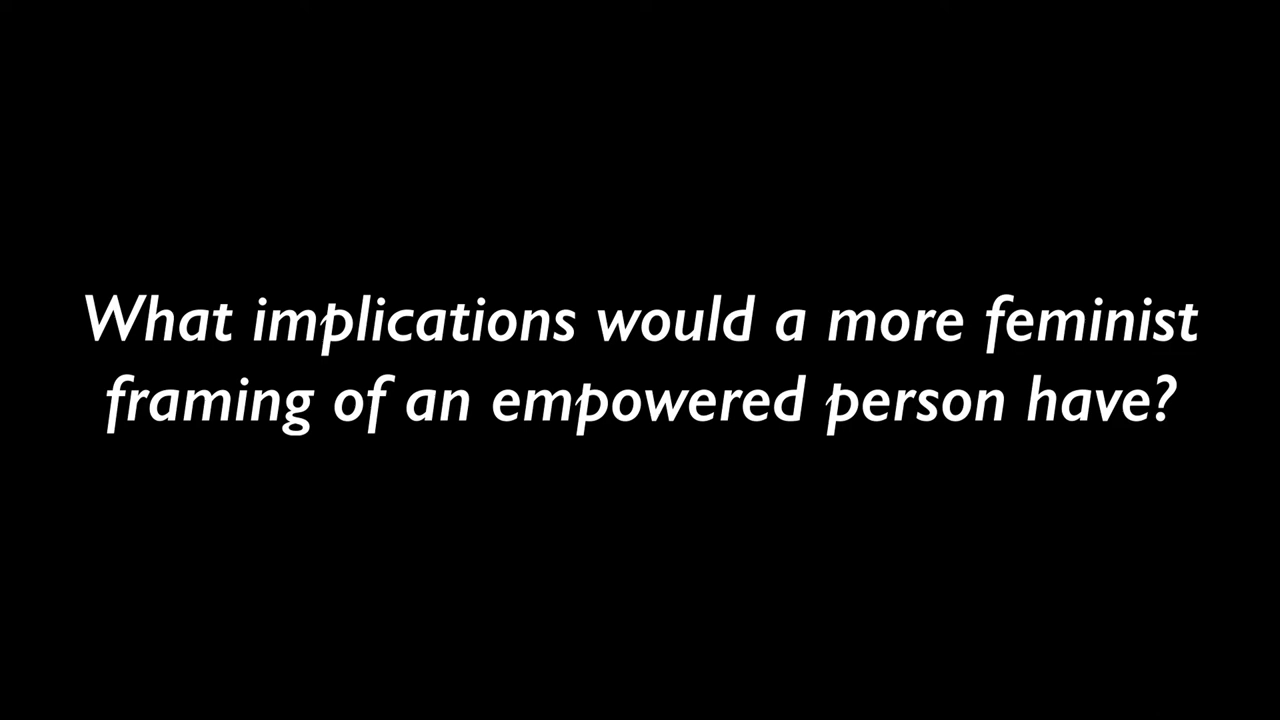 What implications would a more feminist
framing of an empowered person have?